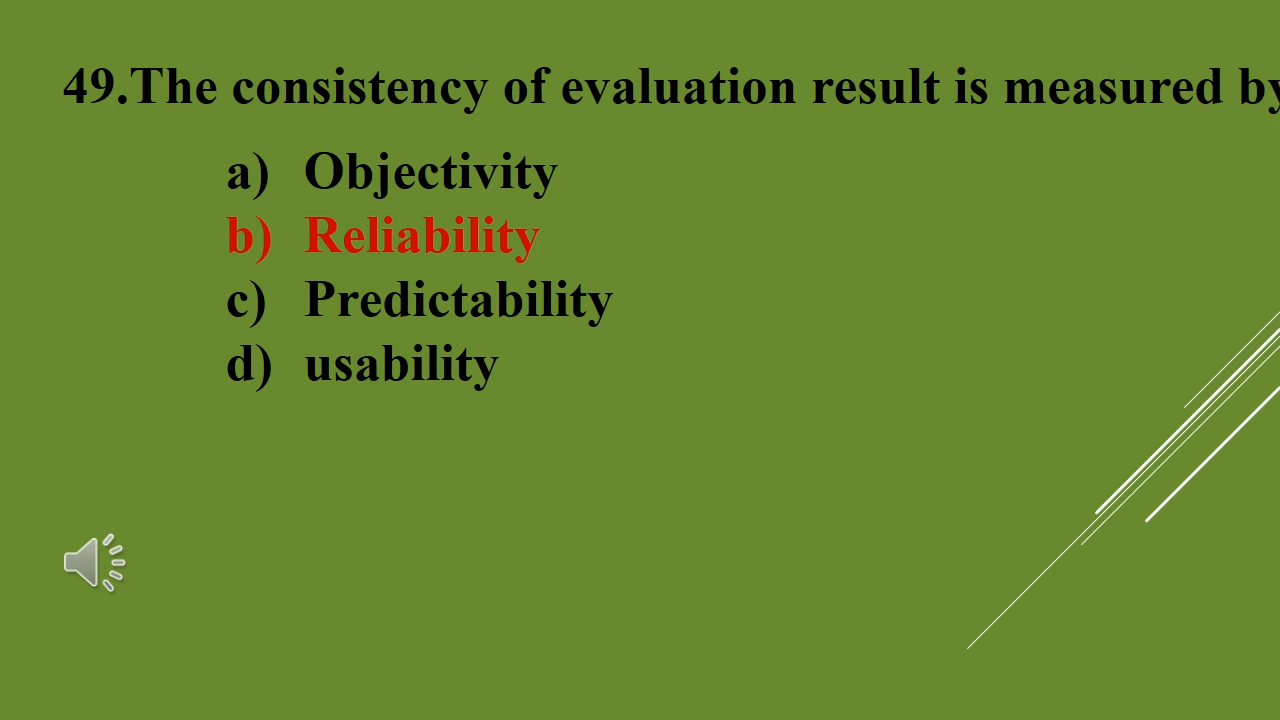 49.The consistency of evaluation result is measured by
a) Objectivity
b) Reliability
c) Predictability
d) usability